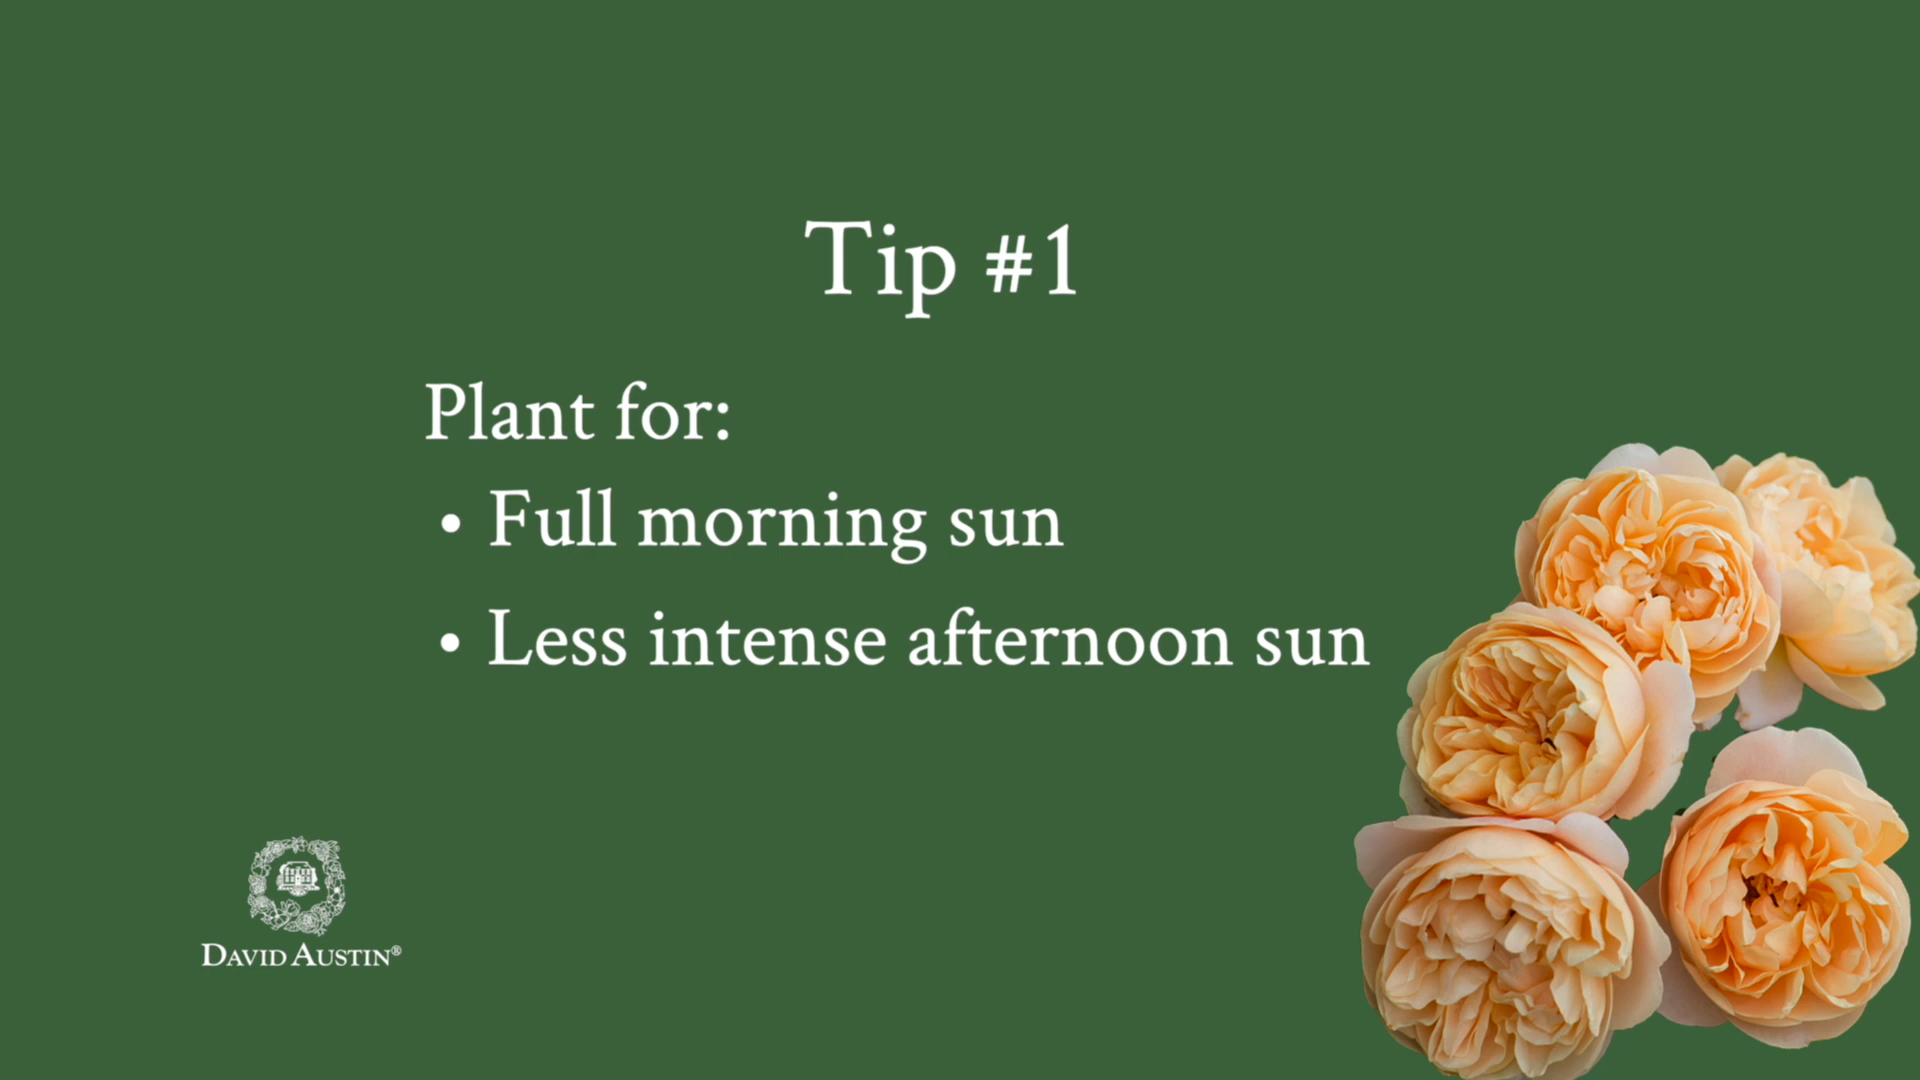 Tip #1
Plant for:
• Full morning sun
• Less intense afternoon sun
DAVID AUSTIN®